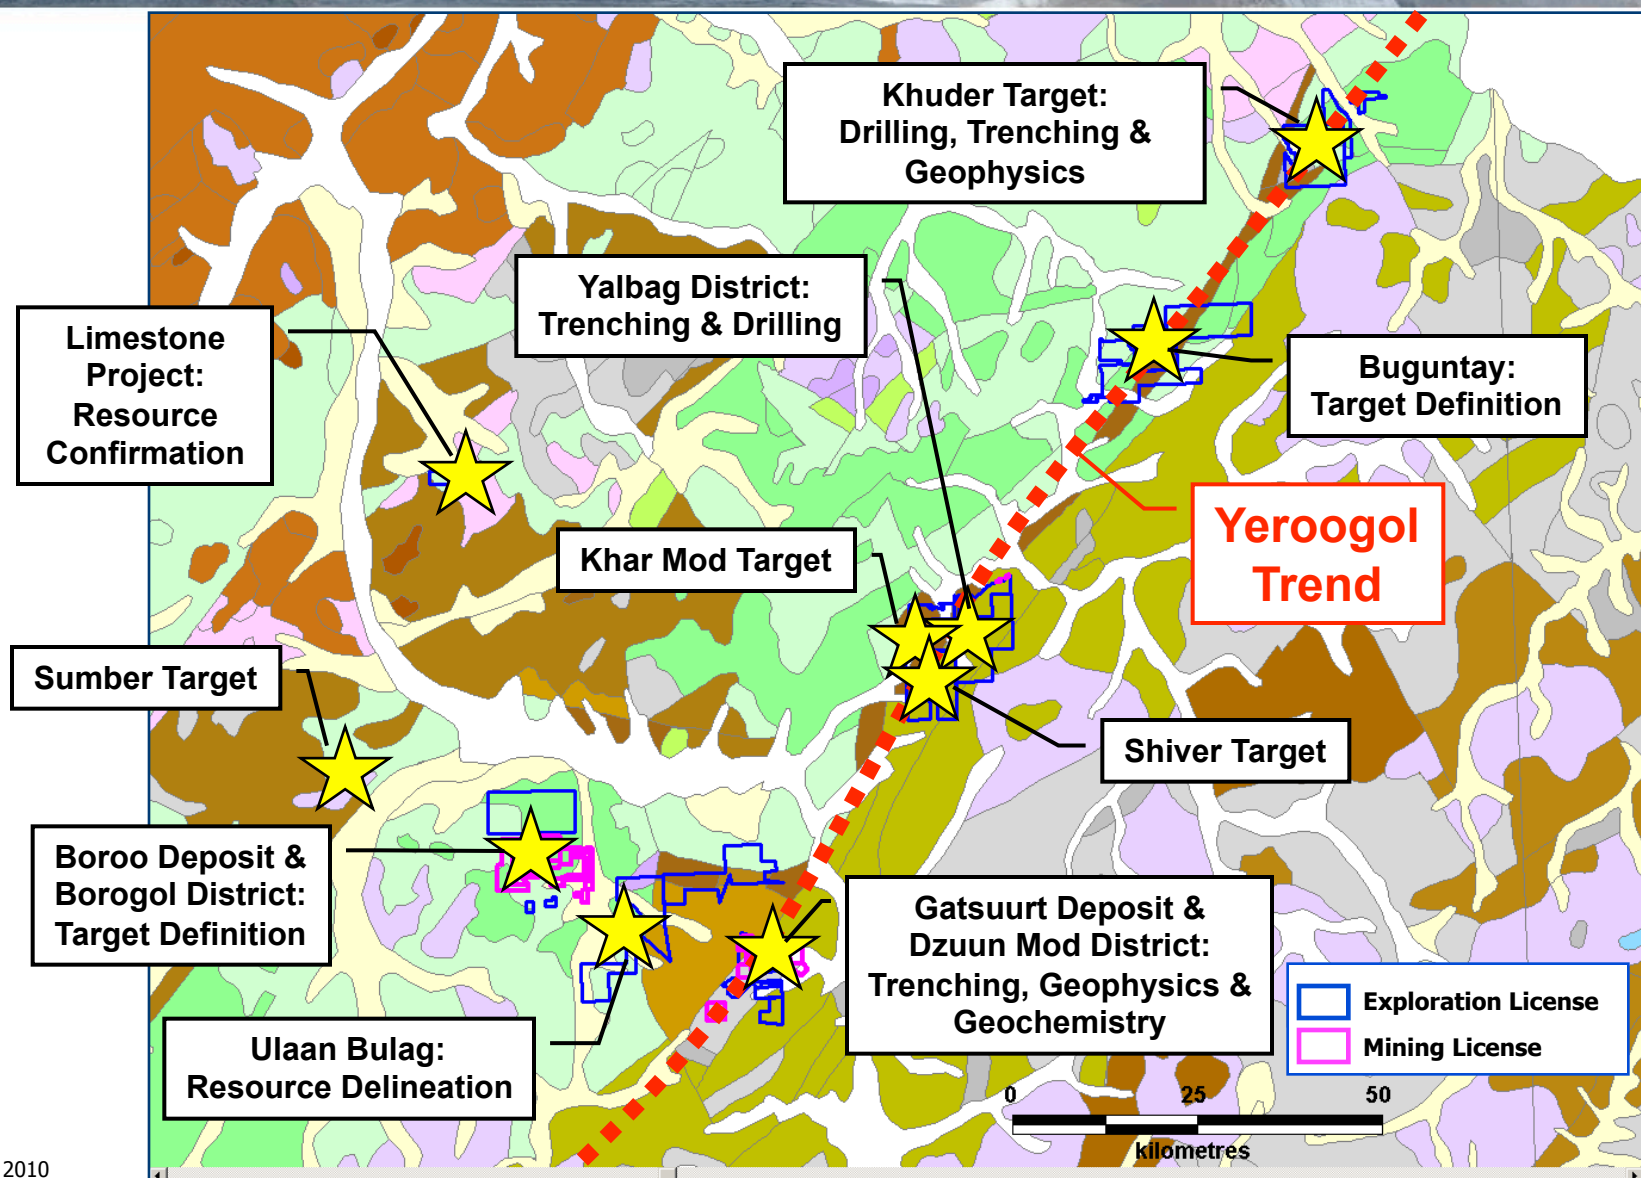 Khuder Target:
Drilling, Trenching &
Geophysics
Yalbag District:
Trenching & Drilling
Limestone
Project:
Resource
Confirmation
Buguntay:
Target Definition
Yeroogol
Trend
Khar Mod Target
Sumber Target
Shiver Target
Boroo Deposit &
Borogol District:
Target Definition
Gatsuurt Deposit &
Dzuun Mod District:
Trenching, Geophysics &
Geochemistry
Ulaan Bulag:
Resource Delineation
Exploration License
Mining License
0 25 50
kilometres
2010